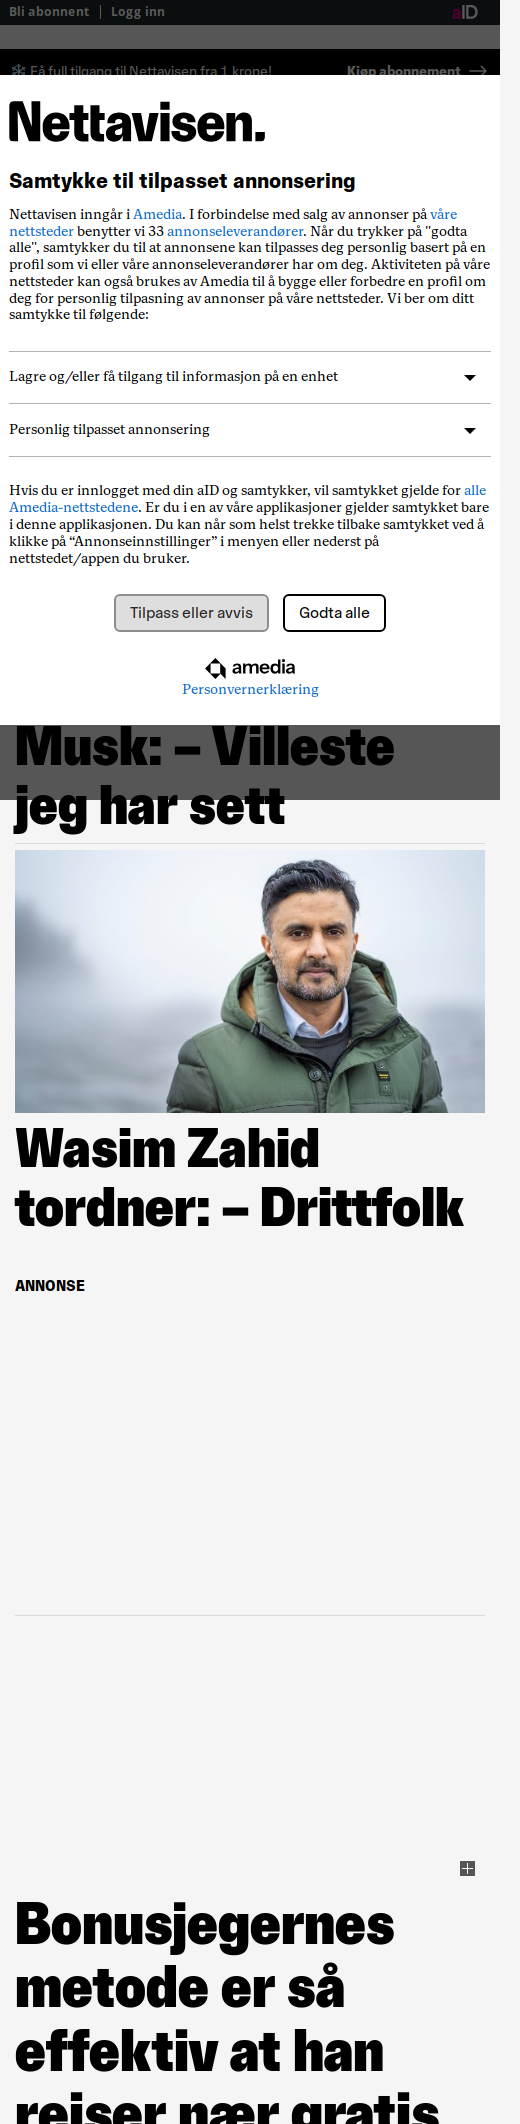 Bli abonnent
Logg inn
aID
Få full tilgang til Nettavisen fra 1 krone!
Kjøp abonnement
Nettavisen.
Samtykke til tilpasset annonsering
Nettavisen inngår i Amedia. I forbindelse med salg av annonser på våre
nettsteder benytter vi 33 annonseleverandører. Når du trykker på "godta
alle", samtykker du til at annonsene kan tilpasses deg personlig basert på en
profil som vi eller våre annonseleverandører har om deg. Aktiviteten på våre
nettsteder kan også brukes av Amedia til å bygge eller forbedre en profil om
deg for personlig tilpasning av annonser på våre nettsteder. Vi ber om ditt
samtykke til følgende:
Lagre og/eller få tilgang til informasjon på en enhet
Personlig tilpasset annonsering
Hvis du er innlogget med din aID og samtykker, vil samtykket gjelde for alle
Amedia-nettstedene. Er du i en av våre applikasjoner gjelder samtykket bare
i denne applikasjonen. Du kan når som helst trekke tilbake samtykket ved å
klikke på “Annonseinnstillinger” i menyen eller nederst på
nettstedet/appen du bruker.
Tilpass eller avvis
Godta alle
amedia
Personvernerklæring
Musk: – Villeste
jeg har sett
Wasim Zahid
tordner: – Drittfolk
ANNONSE
Bonusjegernes
metode er så
effektiv at han
reiser nær gratis